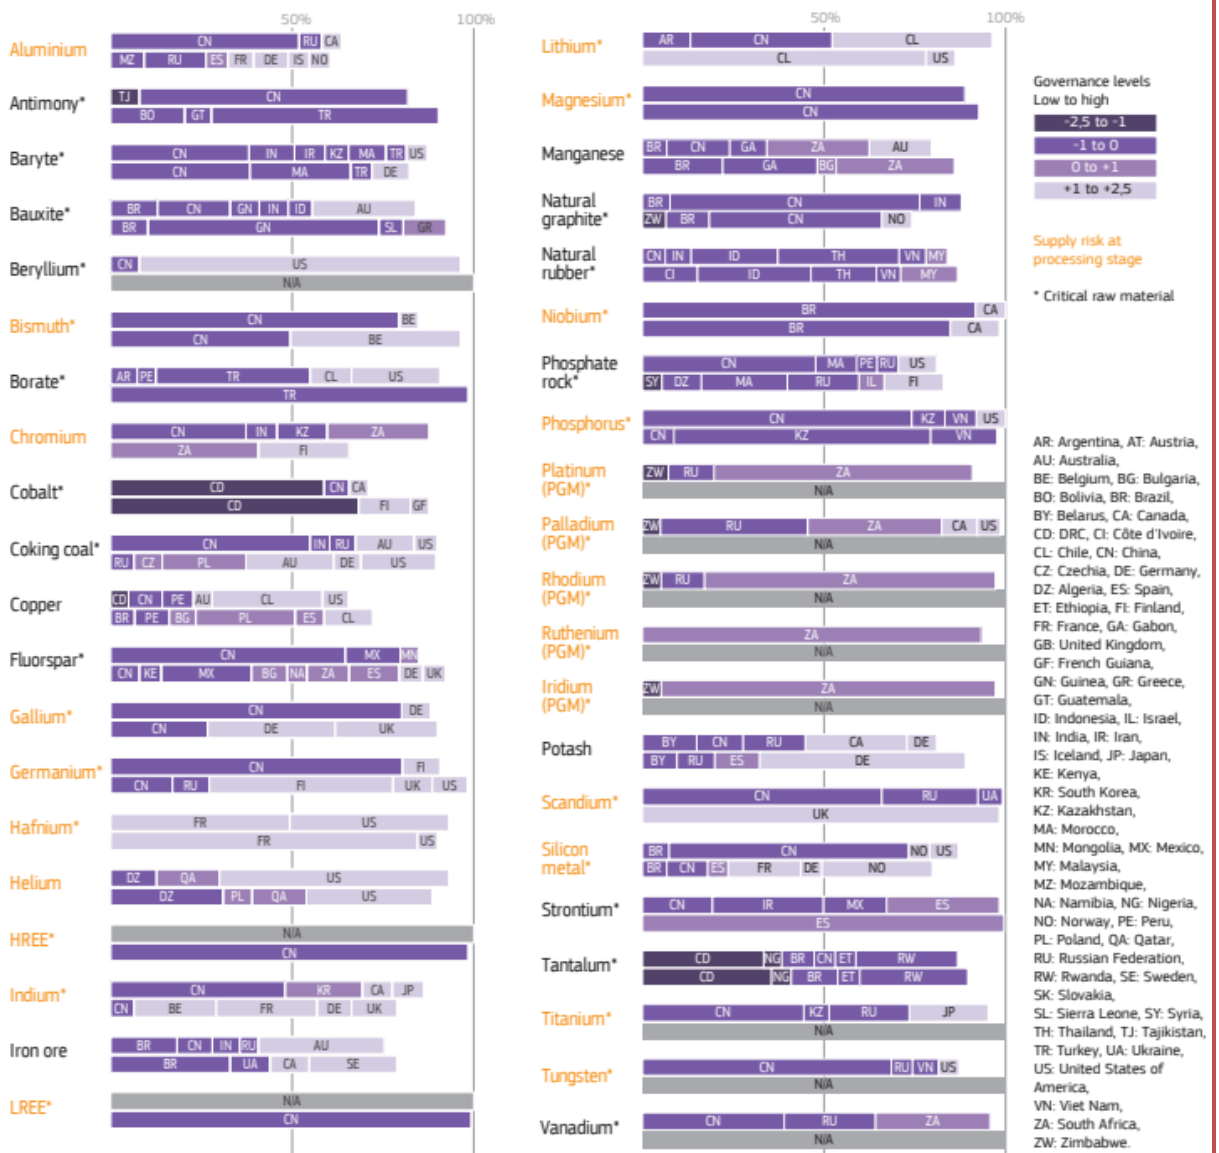 50% 100%
Aluminium
CN RU CA
MZ RU ES FR DE IS NO
Antimony*
TJ CN
BO GT TR
Baryte*
CN IN IR KZ MA TR US
CN MA TR DE
Bauxite*
BR CN GN IN ID AU
BR GN SL GR
Beryllium*
CN US
N/A
Bismuth*
CN BE
CN BE
Borate*
AR PE TR CL US
TR
Chromium
CN IN KZ ZA
ZA FI
Cobalt*
CD CN CA
CD FI GF
Coking coal*
CN IN RU AU US
RU CZ PL AU DE US
Copper
CD CN PE AU CL US
BR PE BG PL ES CL
Fluorspar*
CN MX MN
CN KE MX BG NA ZA ES DE UK
Gallium*
CN DE
CN DE UK
Germanium*
CN FI
CN RU FI UK US
Hafnium*
FR US
FR US
Helium
DZ QA US
DZ PL QA US
HREE*
N/A
CN
Indium*
CN KR CA JP
CN BE FR DE UK
Iron ore
BR CN IN RU AU
BR UA CA SE
LREE*
N/A
CN
50% 100%
Lithium*
AR CN CL
CL US
Magnesium*
CN
CN
Manganese
BR CN GA ZA AU
BR GA BG ZA
Natural
graphite*
BR CN IN
ZW BR CN NO
Natural
rubber*
CN IN ID TH VN MY
CI ID TH VN MY
Niobium*
BR CA
BR CA
Phosphate
rock*
CN MA PE RU US
SY DZ MA RU IL FI
Phosphorus*
CN KZ VN US
CN KZ VN
Platinum
(PGM)*
ZW RU ZA
N/A
Palladium
(PGM)*
ZW RU ZA CA US
N/A
Rhodium
(PGM)*
ZW RU ZA
N/A
Ruthenium
(PGM)*
ZA
N/A
Iridium
(PGM)*
ZW ZA
N/A
Potash
BY CN RU CA DE
BY RU ES DE
Scandium*
CN RU UA
UK
Silicon
metal*
BR CN NO US
BR CN ES FR DE NO
Strontium*
CN IR MX ES
ES
Tantalum*
CD NG BR CN ET RW
CD NG BR ET RW
Titanium*
CN KZ RU JP
N/A
Tungsten*
CN RU VN US
N/A
Vanadium*
CN RU ZA
N/A
Governance levels
Low to high
-2,5 to -1
-1 to 0
0 to +1
+1 to +2,5
Supply risk at
processing stage
* Critical raw material
AR: Argentina, AT: Austria,
AU: Australia,
BE: Belgium, BG: Bulgaria,
BO: Bolivia, BR: Brazil,
BY: Belarus, CA: Canada,
CD: DRC, CI: Côte d'Ivoire,
CL: Chile, CN: China,
CZ: Czechia, DE: Germany,
DZ: Algeria, ES: Spain,
ET: Ethiopia, FI: Finland,
FR: France, GA: Gabon,
GB: United Kingdom,
GF: French Guiana,
GN: Guinea, GR: Greece,
GT: Guatemala,
ID: Indonesia, IL: Israel,
IN: India, IR: Iran,
IS: Iceland, JP: Japan,
KE: Kenya,
KR: South Korea,
KZ: Kazakhstan,
MA: Morocco,
MN: Mongolia, MX: Mexico,
MY: Malaysia,
MZ: Mozambique,
NA: Namibia, NG: Nigeria,
NO: Norway, PE: Peru,
PL: Poland, QA: Qatar,
RU: Russian Federation,
RW: Rwanda, SE: Sweden,
SK: Slovakia,
SL: Sierra Leone, SY: Syria,
TH: Thailand, TJ: Tajikistan,
TR: Turkey, UA: Ukraine,
US: United States of
America,
VN: Viet Nam,
ZA: South Africa,
ZW: Zimbabwe.